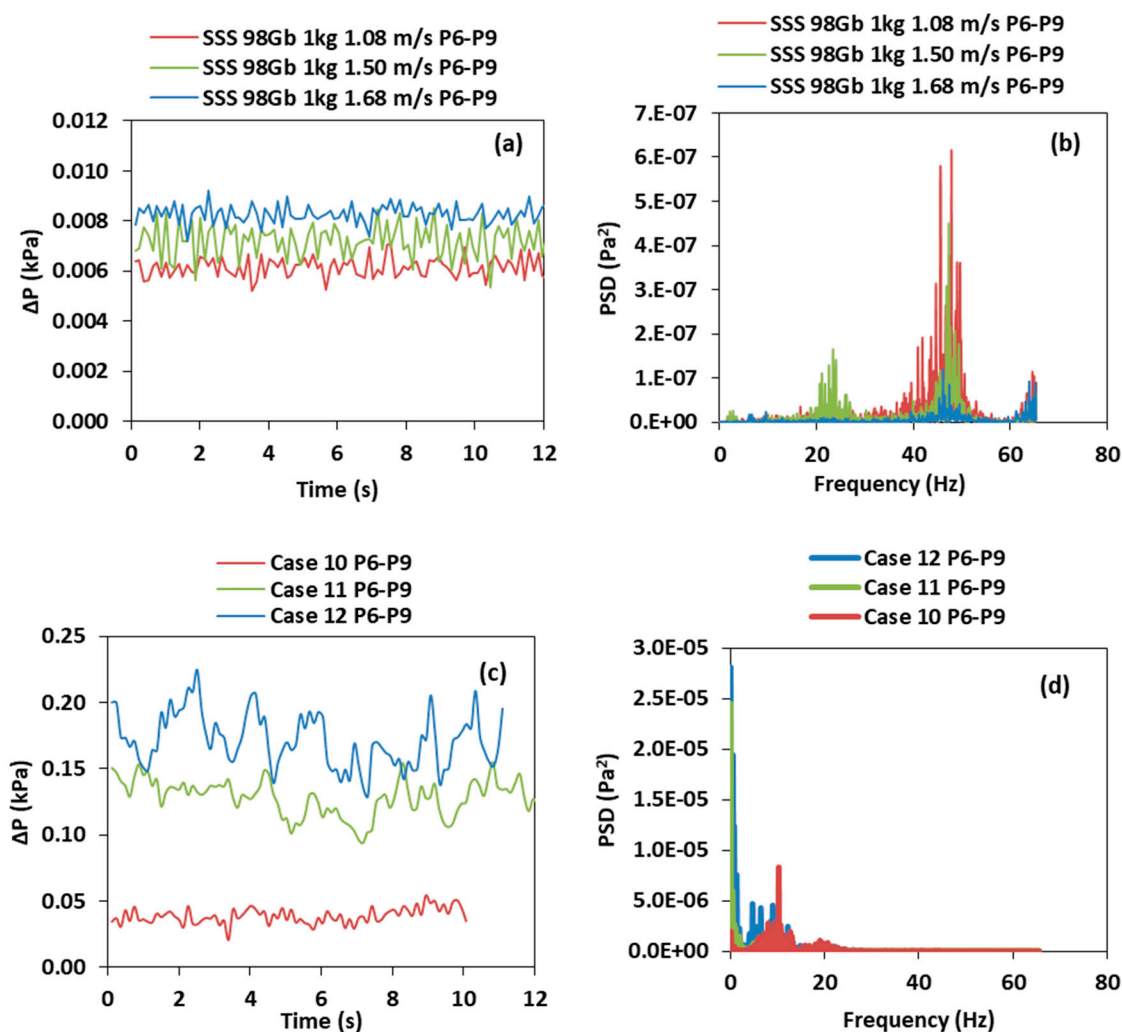 SSS 98Gb 1kg 1.08 m/s P6-P9
SSS 98Gb 1kg 1.50 m/s P6-P9
SSS 98Gb 1kg 1.68 m/s P6-P9
0.012
0.010
0.008
0.006
0.004
0.002
0.000
ΔP (kPa)
(a)
0 2 4 6 8 10 12
Time (s)
SSS 98Gb 1kg 1.08 m/s P6-P9
SSS 98Gb 1kg 1.50 m/s P6-P9
SSS 98Gb 1kg 1.68 m/s P6-P9
7.E-07
6.E-07
5.E-07
4.E-07
3.E-07
2.E-07
1.E-07
0.E+00
PSD (Pa²)
(b)
0 20 40 60 80
Frequency (Hz)
Case 10 P6-P9
Case 11 P6-P9
Case 12 P6-P9
0.25
0.20
0.15
0.10
0.05
0.00
ΔP (kPa)
(c)
0 2 4 6 8 10 12
Time (s)
Case 12 P6-P9
Case 11 P6-P9
Case 10 P6-P9
3.0E-05
2.5E-05
2.0E-05
1.5E-05
1.0E-05
5.0E-06
0.0E+00
PSD (Pa²)
(d)
0 20 40 60 80
Frequency (Hz)